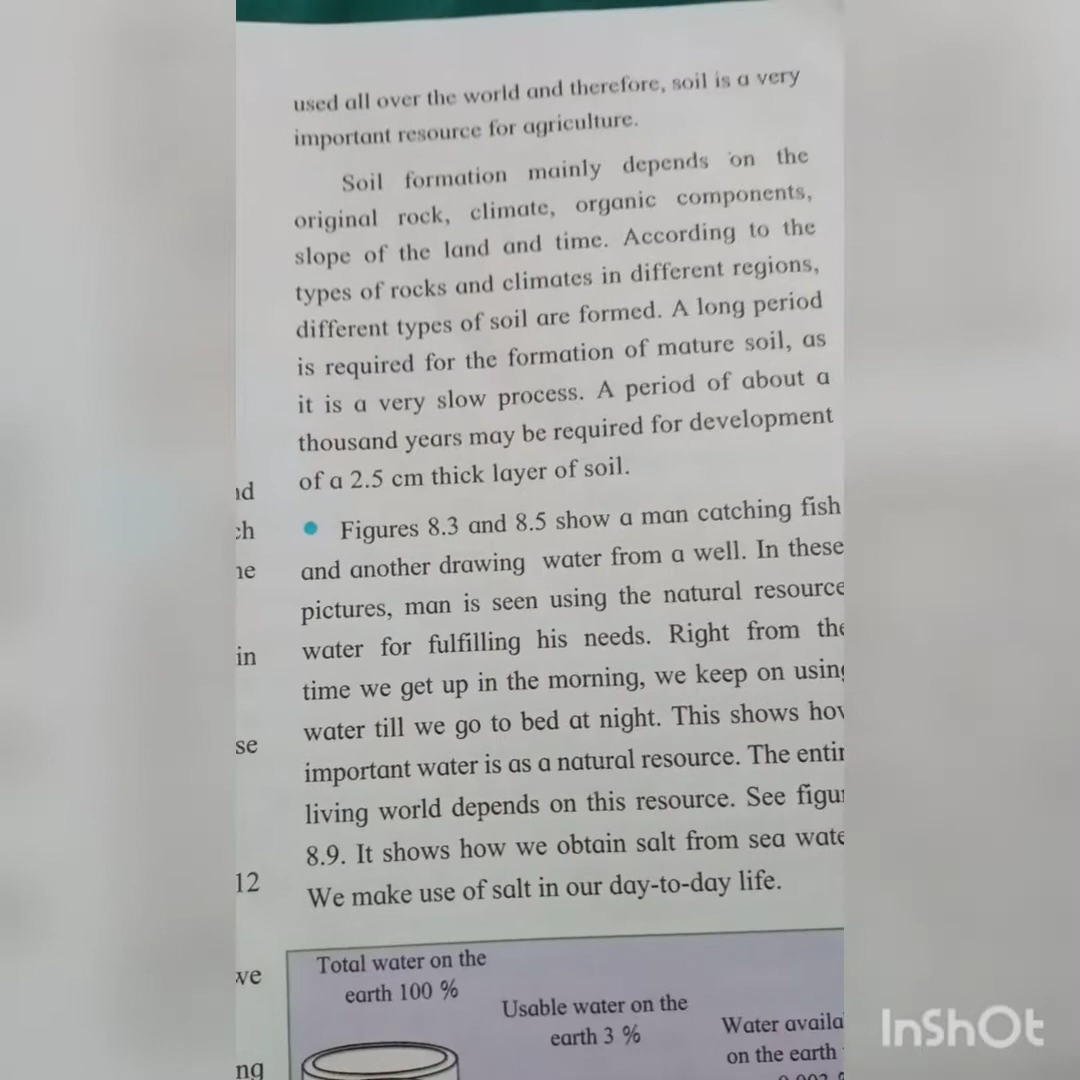 used all over the world and therefore, soil is a very
important resource for agriculture.
Soil formation mainly depends on the
original rock, climate, organic components,
slope of the land and time. According to the
types of rocks and climates in different regions,
different types of soil are formed. A long period
is required for the formation of mature soil, as
it is a very slow process. A period of about a
thousand years may be required for development
of a 2.5 cm thick layer of soil.
• Figures 8.3 and 8.5 show a man catching fish
and another drawing water from a well. In these
pictures, man is seen using the natural resource
water for fulfilling his needs. Right from the
time we get up in the morning, we keep on using
water till we go to bed at night. This shows how
important water is as a natural resource. The
living world depends on this resource. See
8.9. It shows how we obtain salt from sea
We make use of salt in our day-to-day life.
12
Total water on the
earth 100 %
Usable water on the
earth 3 %
Water
on the earth
InShOt